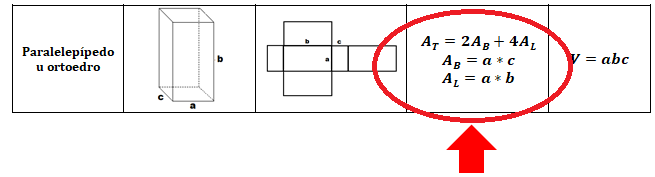 Paralelepípedo
u ortoedro
b
c
a
b
c
a
A_T = 2A_B + 4A_L
A_B = a * c
A_L = a * b
V = abc